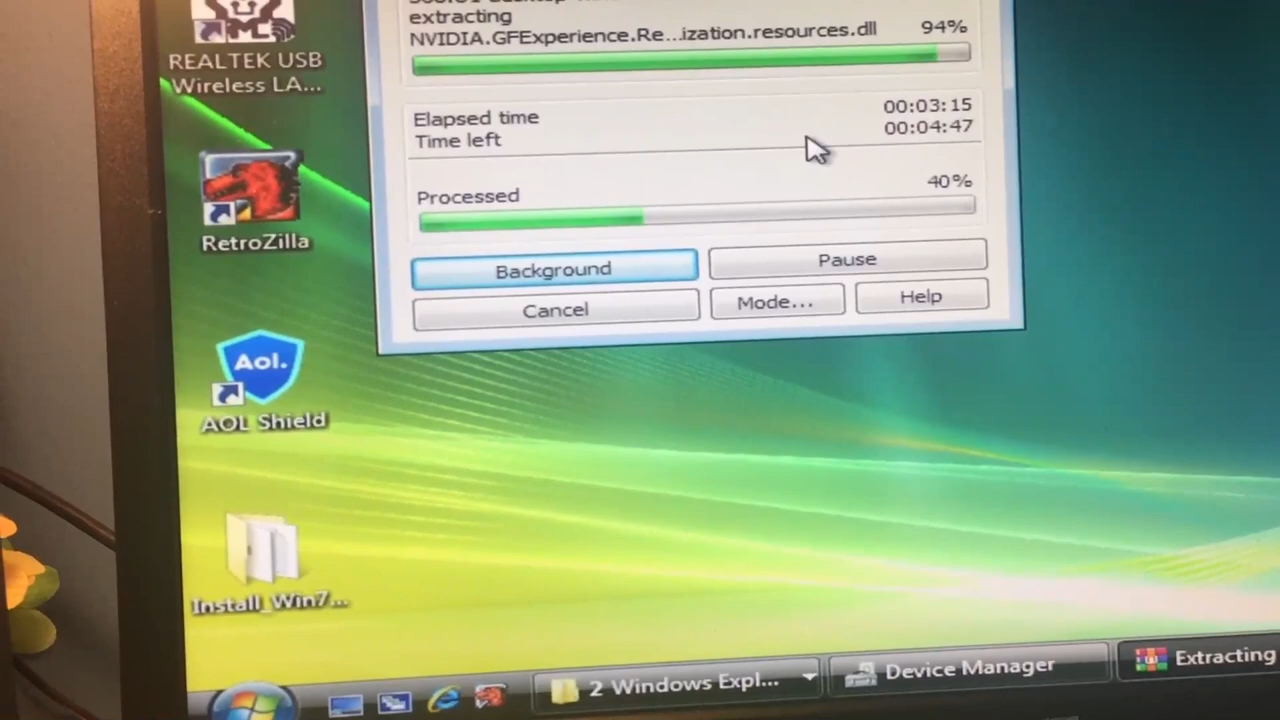 REALTEK USB
Wireless LA...
RetroZilla
Aol.
AOL Shield
Install_Win7...
extracting
NVIDIA.GFExperience.Re...ization.resources.dll 94%
Elapsed time 00:03:15
Time left 00:04:47
Processed 40%
Background Pause
Cancel Mode... Help
2 Windows Expl... Device Manager Extracting